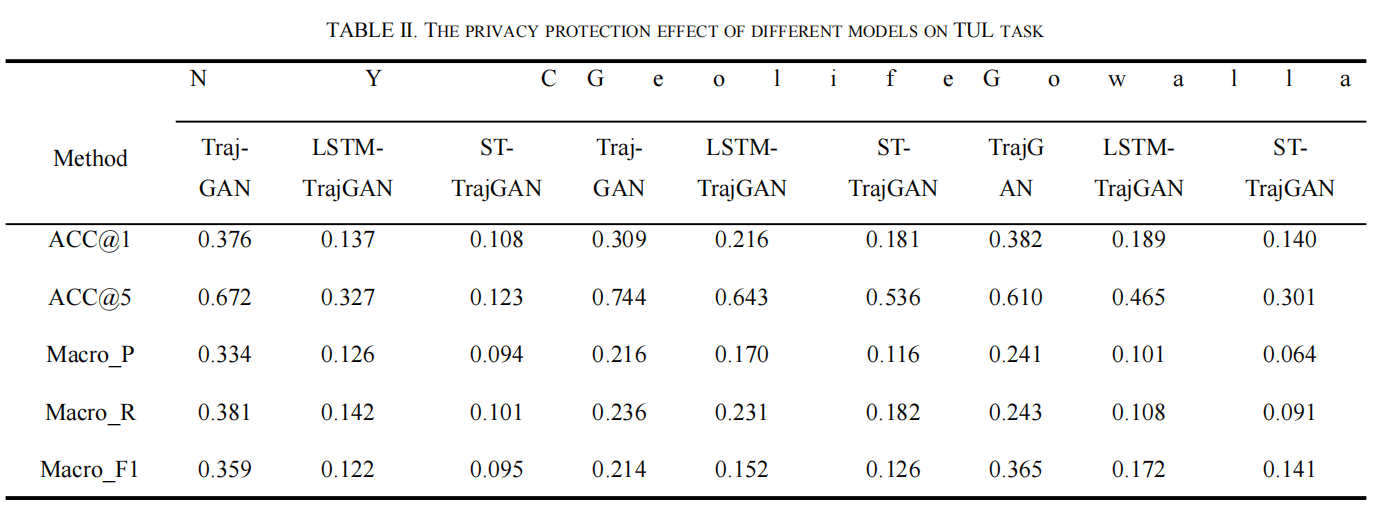 TABLE II. THE PRIVACY PROTECTION EFFECT OF DIFFERENT MODELS ON TUL TASK
N Y C G e o l i f e G o w a l l a
Method
Traj- LSTM- ST- Traj- LSTM- ST- TrajG LSTM- ST-
GAN TrajGAN TrajGAN GAN TrajGAN TrajGAN AN TrajGAN TrajGAN
ACC@1 0.376 0.137 0.108 0.309 0.216 0.181 0.382 0.189 0.140
ACC@5 0.672 0.327 0.123 0.744 0.643 0.536 0.610 0.465 0.301
Macro_P 0.334 0.126 0.094 0.216 0.170 0.116 0.241 0.101 0.064
Macro_R 0.381 0.142 0.101 0.236 0.231 0.182 0.243 0.108 0.091
Macro_F1 0.359 0.122 0.095 0.214 0.152 0.126 0.365 0.172 0.141